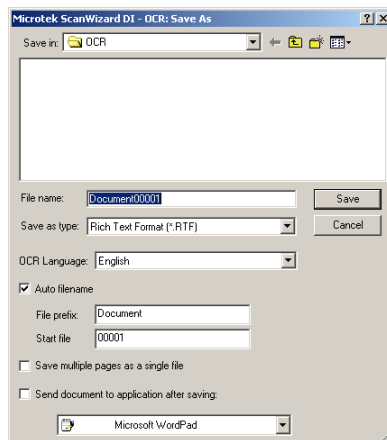 Microtek ScanWizard DI - OCR: Save As
Save in: OCR
File name: Document00001 Save
Save as type: Rich Text Format (*.RTF) Cancel
OCR Language: English
Auto filename
File prefix: Document
Start file 00001
Save multiple pages as a single file
Send document to application after saving:
Microsoft WordPad